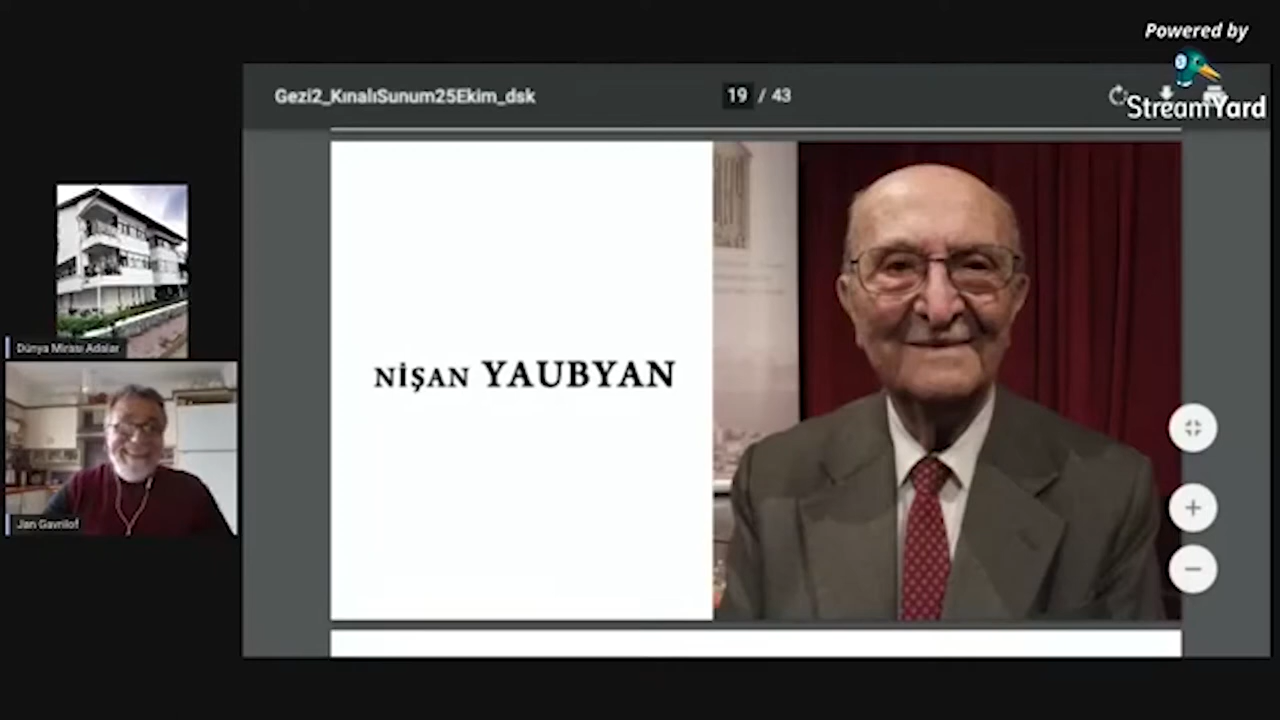 Powered by
StreamYard
Gezi2_KınalıSunum25Ekim_dsk
19 / 43
NİŞAN YAUBYAN
Dünya Mirası Adalar
Jan Gavrilof